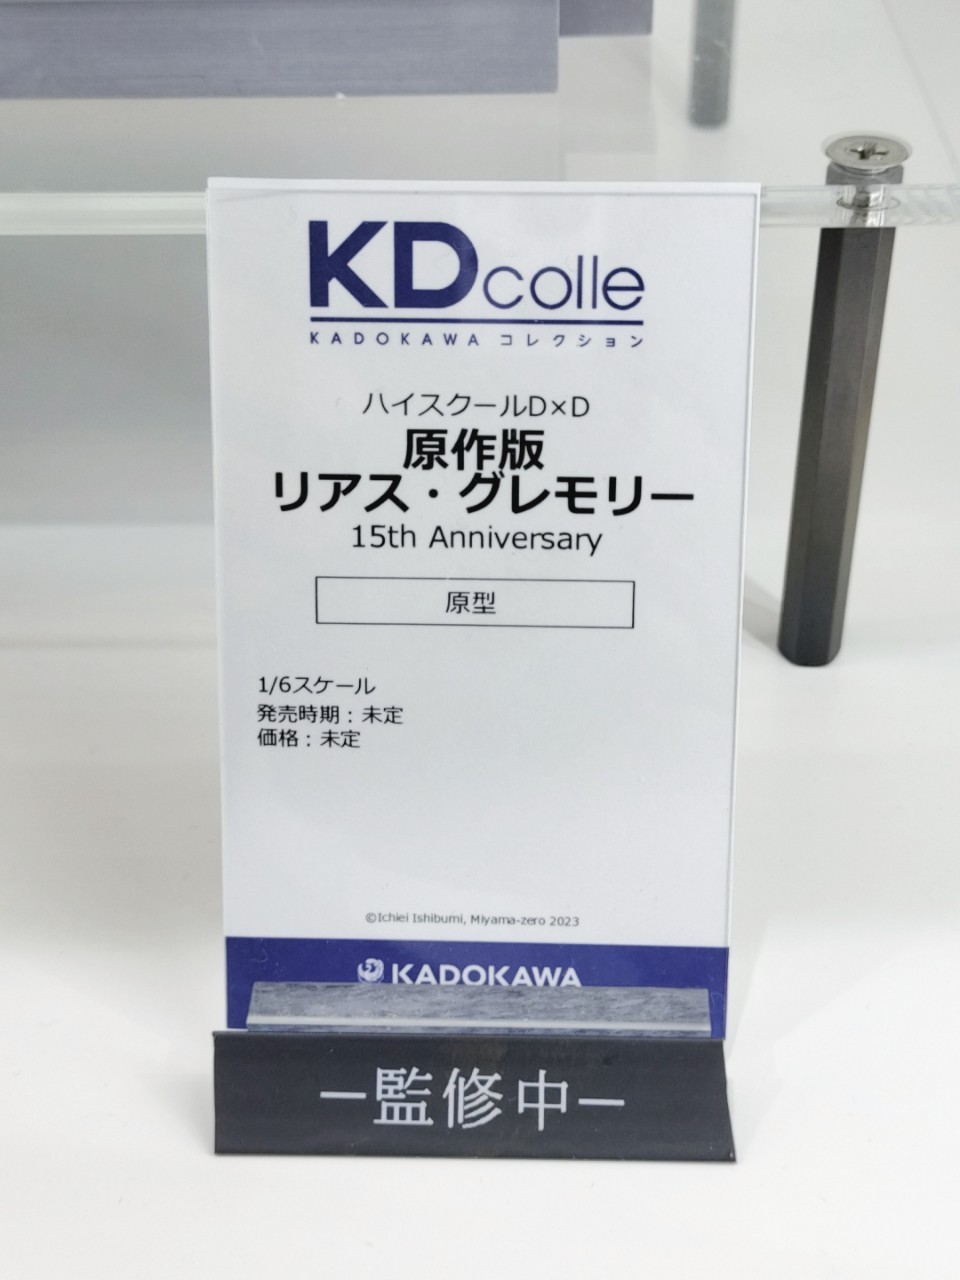 KDcolle
KADOKAWA コレクション
ハイスクールD×D
原作版
リアス・グレモリー
15th Anniversary
原型
1/6スケール
発売時期：未定
価格：未定
©Ichiei Ishibumi, Miyama-zero 2023
KADOKAWA
―監修中―